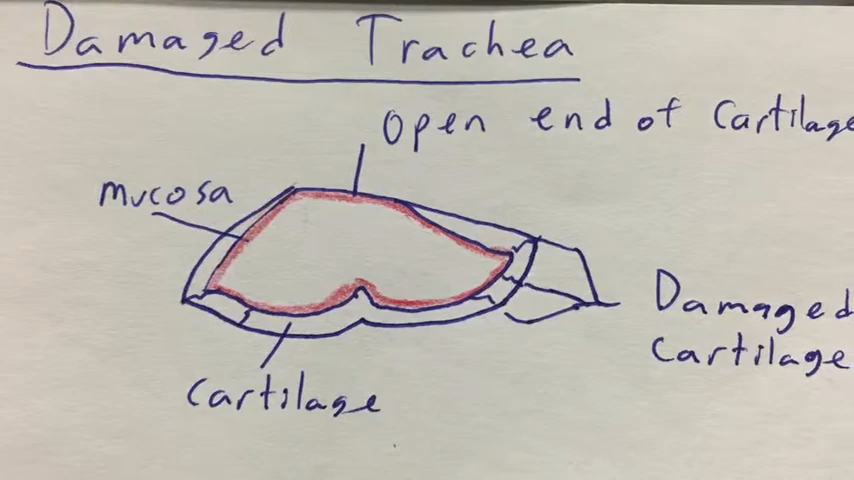 Damaged Trachea
Open end of Cartilage
mucosa
Damaged
Cartilage
Cartilage